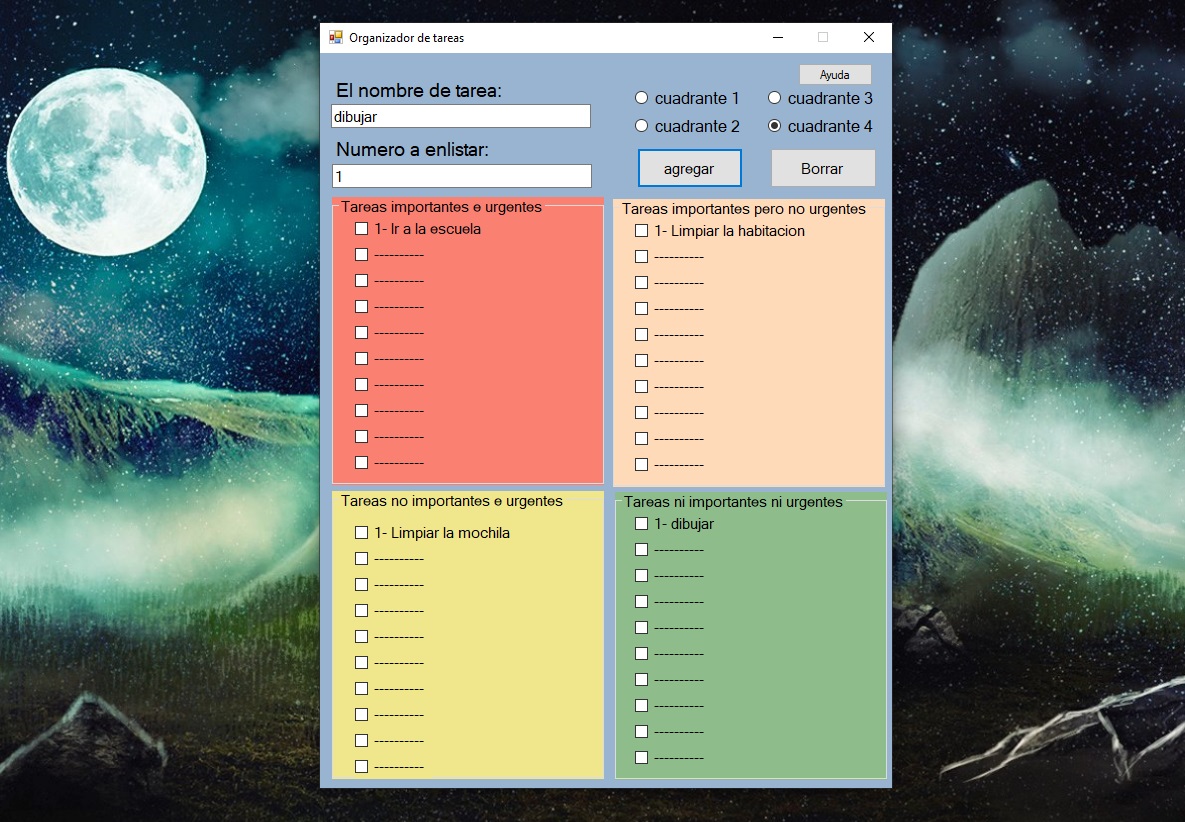 Organizador de tareas
Ayuda
El nombre de tarea:
cuadrante 1
cuadrante 3
dibujar
cuadrante 2
cuadrante 4
Numero a enlistar:
1
agregar
Borrar
Tareas importantes e urgentes
1- Ir a la escuela
----------
----------
----------
----------
----------
----------
----------
----------
----------
Tareas importantes pero no urgentes
1- Limpiar la habitacion
----------
----------
----------
----------
----------
----------
----------
----------
----------
Tareas no importantes e urgentes
1- Limpiar la mochila
----------
----------
----------
----------
----------
----------
----------
----------
----------
Tareas ni importantes ni urgentes
1- dibujar
----------
----------
----------
----------
----------
----------
----------
----------
----------